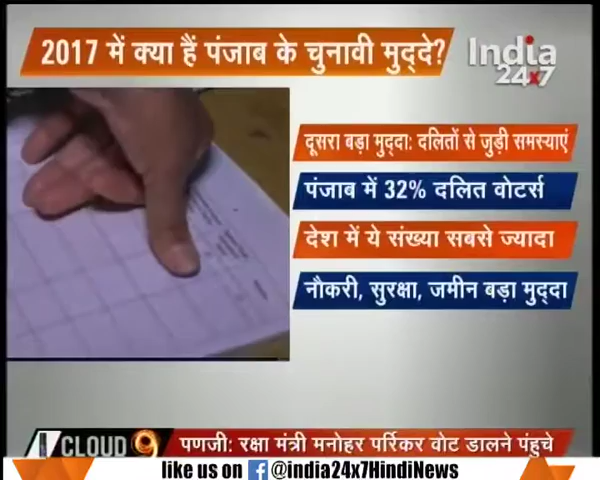 2017 में क्या हैं पंजाब के चुनावी मुद्दे?
India
24x7
दूसरा बड़ा मुद्दा: दलितों से जुड़ी समस्याएं
पंजाब में 32% दलित वोटर्स
देश में ये संख्या सबसे ज्यादा
नौकरी, सुरक्षा, जमीन बड़ा मुद्दा
CLOUD 9
पणजी: रक्षा मंत्री मनोहर पर्रिकर वोट डालने पंहुचे
like us on f @india24x7HindiNews